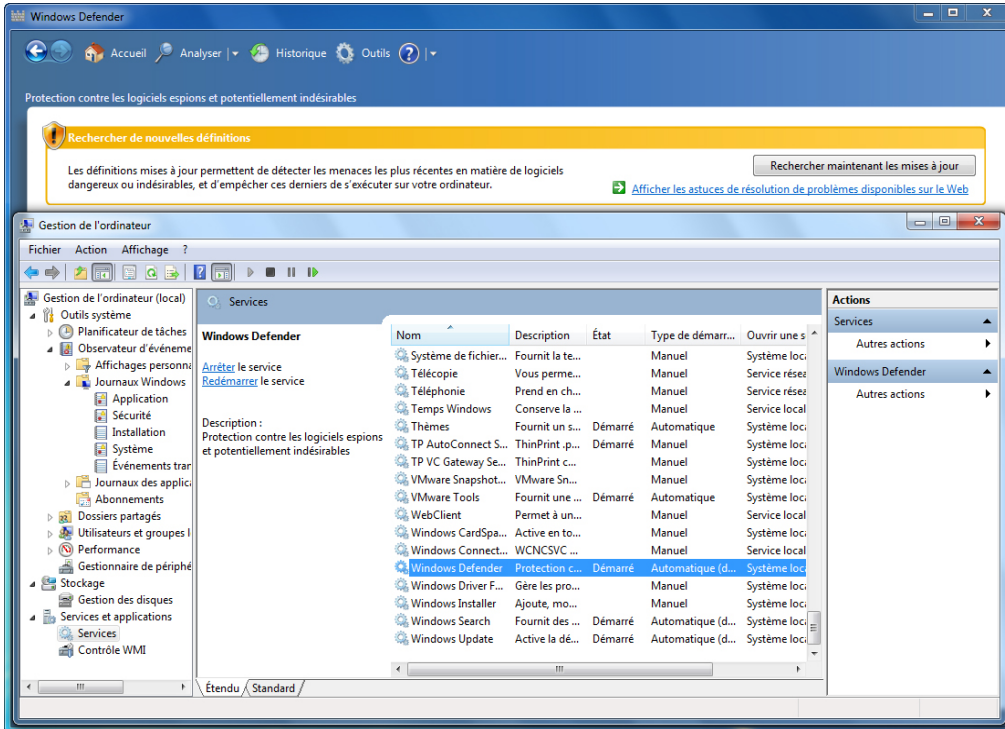 Windows Defender
Accueil Analyser Historique Outils ?
Protection contre les logiciels espions et potentiellement indésirables
Rechercher de nouvelles définitions
Les définitions mises à jour permettent de détecter les menaces les plus récentes en matière de logiciels
dangereux ou indésirables, et d'empêcher ces derniers de s'exécuter sur votre ordinateur.
Rechercher maintenant les mises à jour
Afficher les astuces de résolution de problèmes disponibles sur le Web
Gestion de l'ordinateur
Fichier Action Affichage ?
Gestion de l'ordinateur (local)
Outils système
Planificateur de tâches
Observateur d'événeme
Affichages personna
Journaux Windows
Application
Sécurité
Installation
Système
Événements tran
Journaux des applica
Abonnements
Dossiers partagés
Utilisateurs et groupes l
Performance
Gestionnaire de périphé
Stockage
Gestion des disques
Services et applications
Services
Contrôle WMI
Services
Windows Defender
Arrêter le service
Redémarrer le service
Description :
Protection contre les logiciels espions
et potentiellement indésirables
Nom Description État Type de démarr... Ouvrir une s
Système de fichier... Fournit la te... Manuel Système loca
Télécopie Vous perme... Manuel Service résea
Téléphonie Prend en ch... Manuel Service résea
Temps Windows Conserve la ... Manuel Service local
Thèmes Fournit un s... Démarré Automatique Système loca
TP AutoConnect S... ThinPrint .p... Démarré Manuel Système loca
TP VC Gateway Se... ThinPrint c... Manuel Système loca
VMware Snapshot... VMware Sn... Manuel Système loca
VMware Tools Fournit une ... Démarré Automatique Système loca
WebClient Permet à un... Manuel Service local
Windows CardSpa... Active en to... Manuel Système loca
Windows Connect... WCNCSVC ... Manuel Service local
Windows Defender Protection c... Démarré Automatique (d... Système loca
Windows Driver F... Gère les pro... Manuel Système loca
Windows Installer Ajoute, mo... Manuel Système loca
Windows Search Fournit des ... Démarré Automatique (d... Système loca
Windows Update Active la dé... Démarré Automatique (d... Système loca
Étendu Standard
Actions
Services
Autres actions
Windows Defender
Autres actions